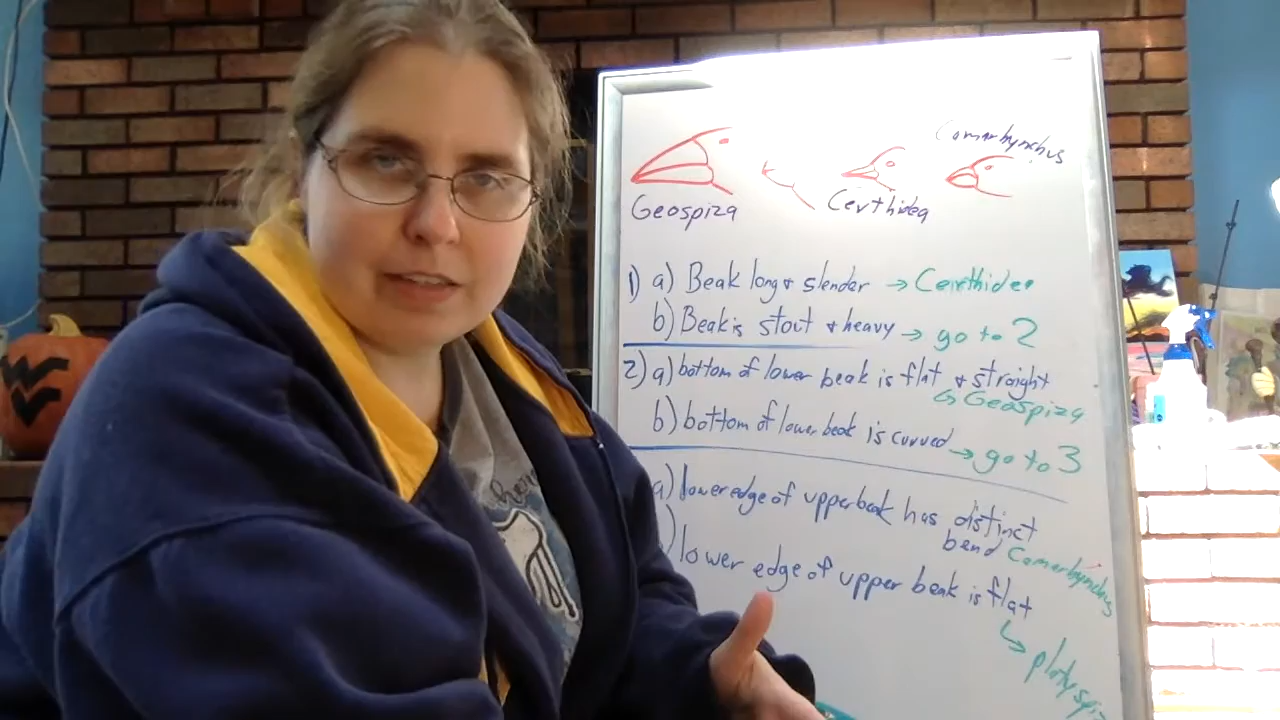 Camarhynchus
Geospiza
Certhidea
1) a) Beak long & slender → Ceirthidee
b) Beak is stout & heavy → go to 2
2) a) bottom of lower beak is flat & straight
↳ Geospiza
b) bottom of lower beak is curved → go to 3
a) lower edge of upper beak has distinct
bend Camarhynchus
) lower edge of upper beak is flat
↳ platyspiz